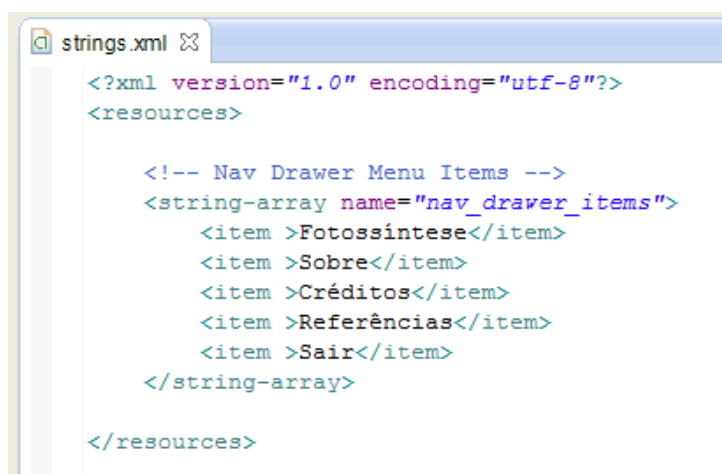 strings.xml
<?xml version="1.0" encoding="utf-8"?>
<resources>
<!-- Nav Drawer Menu Items -->
<string-array name="nav_drawer_items">
<item >Fotossíntese</item>
<item >Sobre</item>
<item >Créditos</item>
<item >Referências</item>
<item >Sair</item>
</string-array>
</resources>